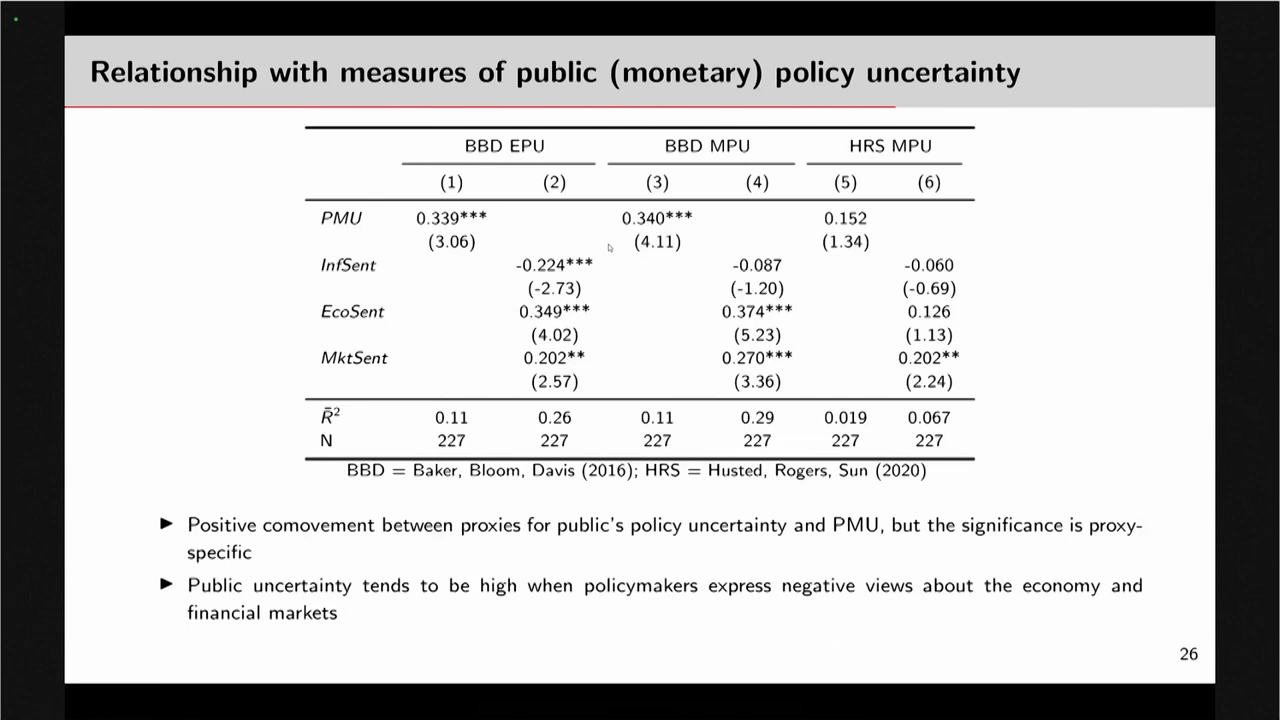 Relationship with measures of public (monetary) policy uncertainty
BBD EPU BBD MPU HRS MPU
(1) (2) (3) (4) (5) (6)
PMU 0.339*** 0.340*** 0.152
(3.06) (4.11) (1.34)
InfSent -0.224*** -0.087 -0.060
(-2.73) (-1.20) (-0.69)
EcoSent 0.349*** 0.374*** 0.126
(4.02) (5.23) (1.13)
MktSent 0.202** 0.270*** 0.202**
(2.57) (3.36) (2.24)
R̄² 0.11 0.26 0.11 0.29 0.019 0.067
N 227 227 227 227 227 227
BBD = Baker, Bloom, Davis (2016); HRS = Husted, Rogers, Sun (2020)
▶ Positive comovement between proxies for public's policy uncertainty and PMU, but the significance is proxy-
specific
▶ Public uncertainty tends to be high when policymakers express negative views about the economy and
financial markets
26